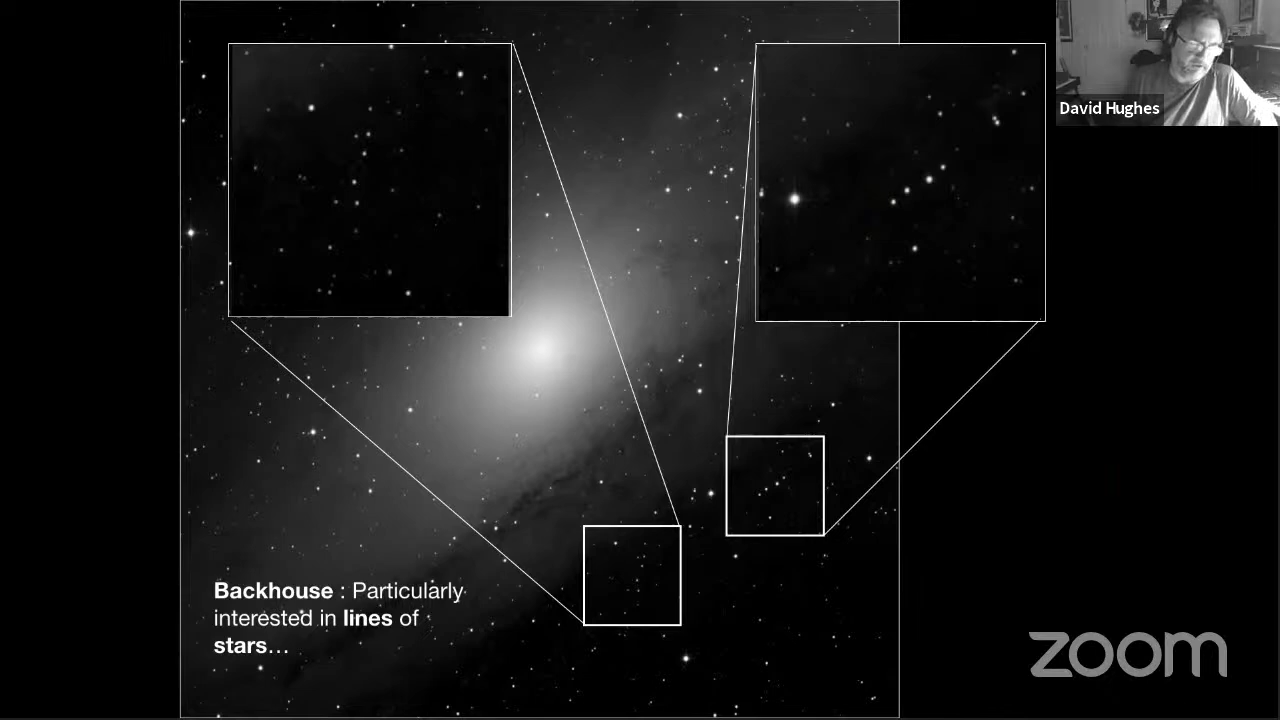 David Hughes
Backhouse : Particularly
interested in lines of
stars...
zoom